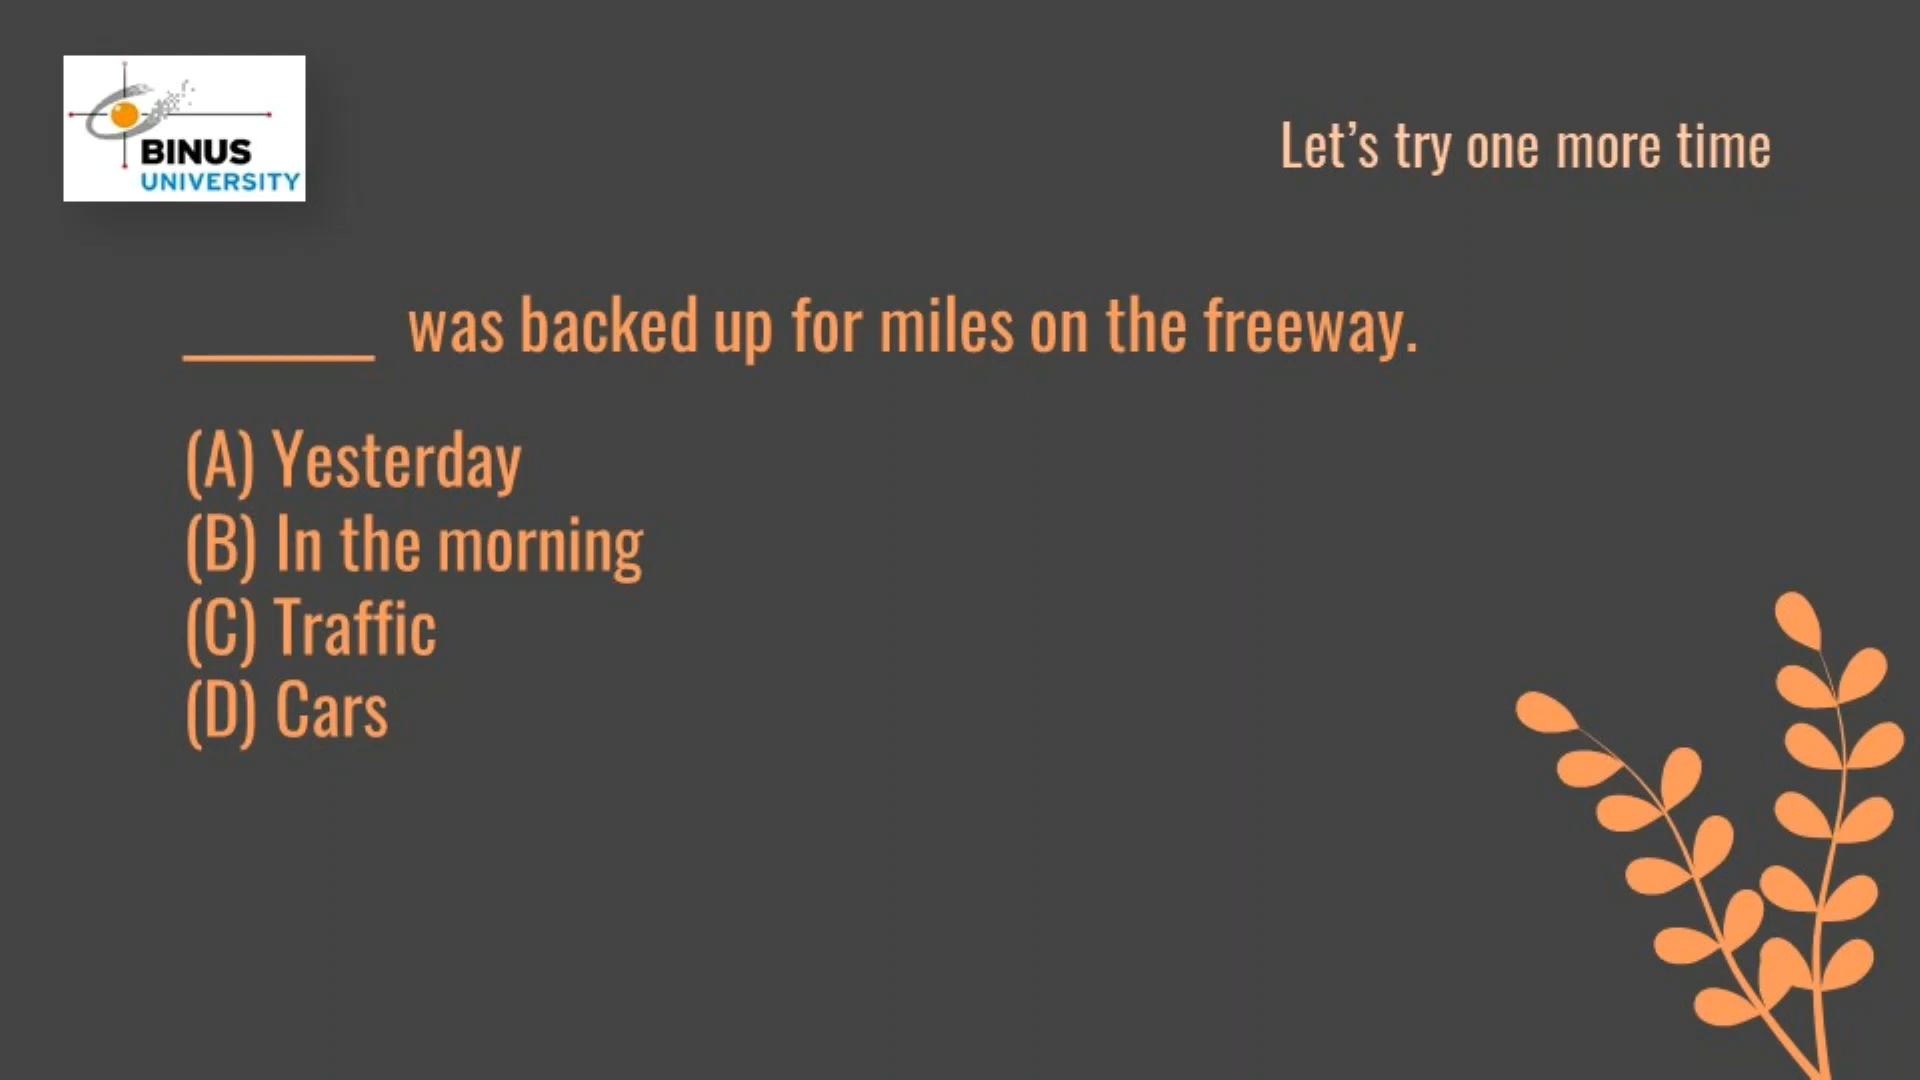 BINUS
UNIVERSITY
Let’s try one more time
______ was backed up for miles on the freeway.
(A) Yesterday
(B) In the morning
(C) Traffic
(D) Cars